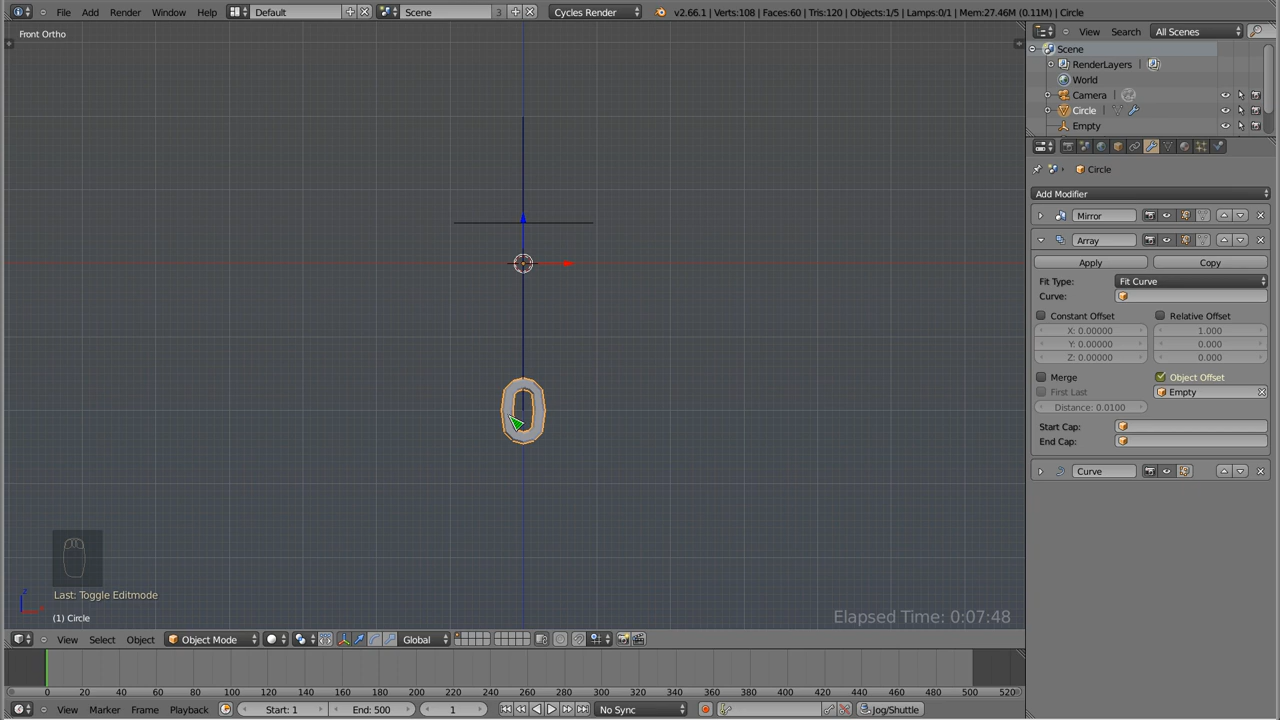 File Add Render Window Help Default Scene 3 Cycles Render v2.66.1 | Verts:108 | Faces:60 | Tris:120 | Objects:1/5 | Lamps:0/1 | Mem:27.46M (0.11M) | Circle
View Search All Scenes
Front Ortho
Scene
RenderLayers
World
Camera
Circle
Empty
Circle
Add Modifier
Mirror
Array
Apply Copy
Fit Type: Fit Curve
Curve:
Constant Offset Relative Offset
X: 0.00000 1.000
Y: 0.00000 0.000
Z: 0.00000 0.000
Merge Object Offset
First Last Empty
Distance: 0.0100
Start Cap:
End Cap:
Curve
Last: Toggle Editmode
z
(1) Circle
Elapsed Time: 0:07:48
View Select Object Object Mode Global
0 20 40 60 80 100 120 140 160 180 200 220 240 260 280 300 320 340 360 380 400 420 440 460 480 500 520
View Marker Frame Playback Start: 1 End: 500 1 No Sync Jog/Shuttle